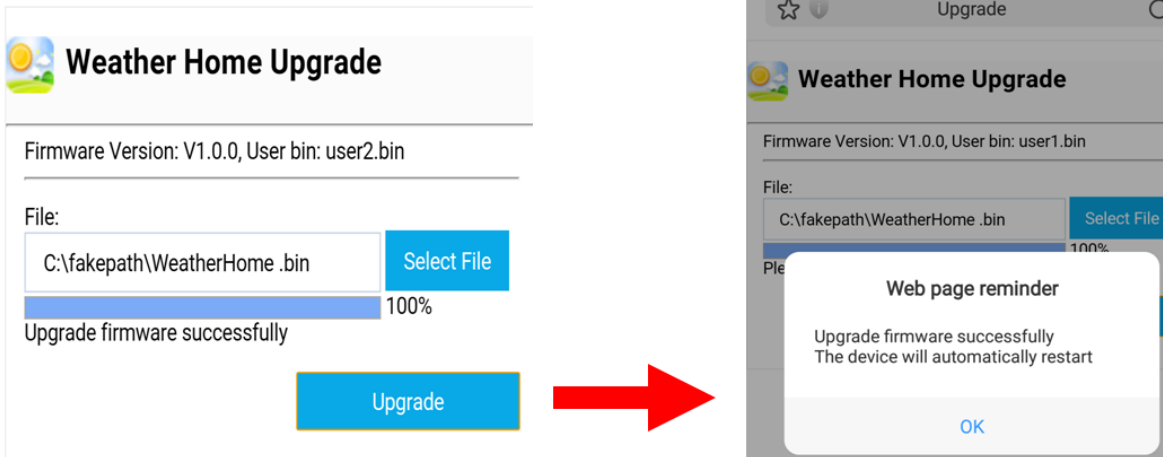 Weather Home Upgrade
Firmware Version: V1.0.0, User bin: user2.bin
File:
C:\fakepath\WeatherHome .bin
Select File
100%
Upgrade firmware successfully
Upgrade
Upgrade
Weather Home Upgrade
Firmware Version: V1.0.0, User bin: user1.bin
File:
C:\fakepath\WeatherHome .bin
Select File
100%
Ple
Web page reminder
Upgrade firmware successfully
The device will automatically restart
OK